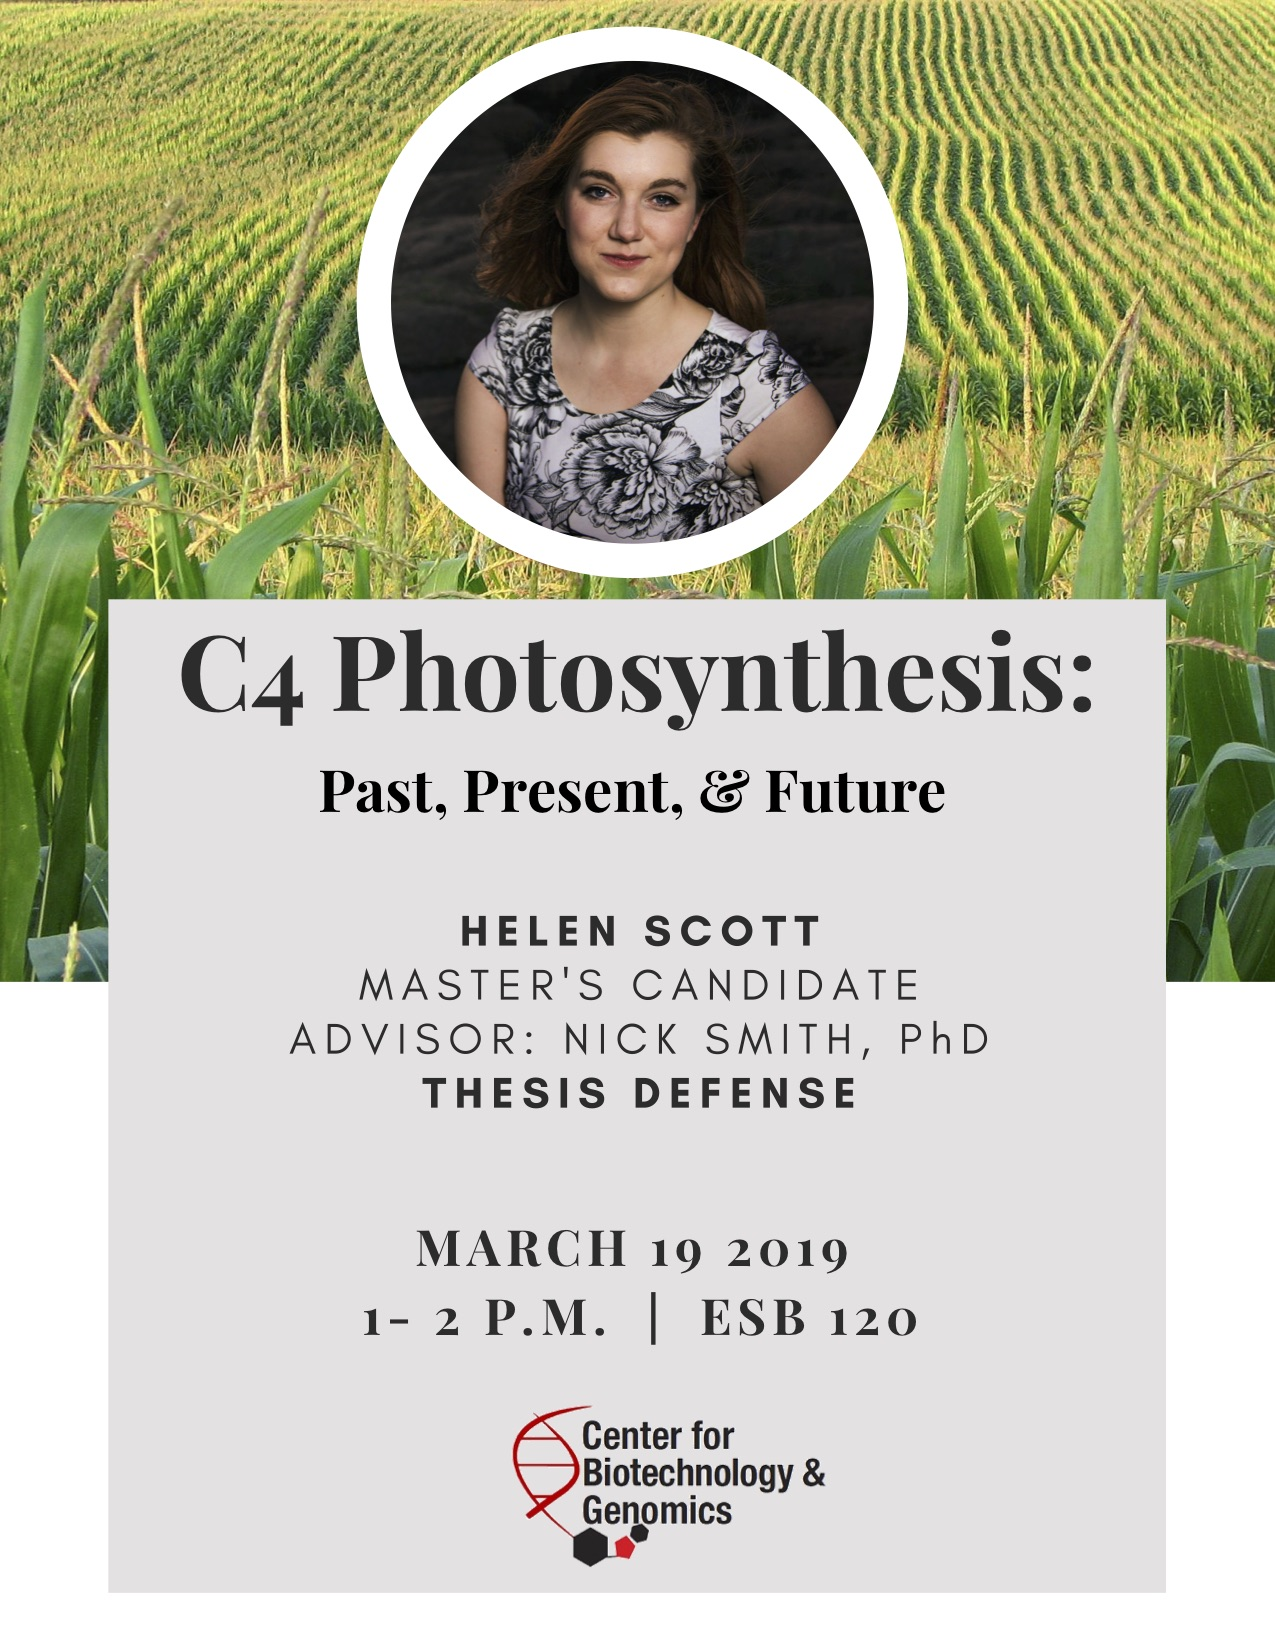 C4 Photosynthesis:
Past, Present, & Future
HELEN SCOTT
MASTER'S CANDIDATE
ADVISOR: NICK SMITH, PhD
THESIS DEFENSE
MARCH 19 2019
1- 2 P.M. | ESB 120
Center for
Biotechnology &
Genomics